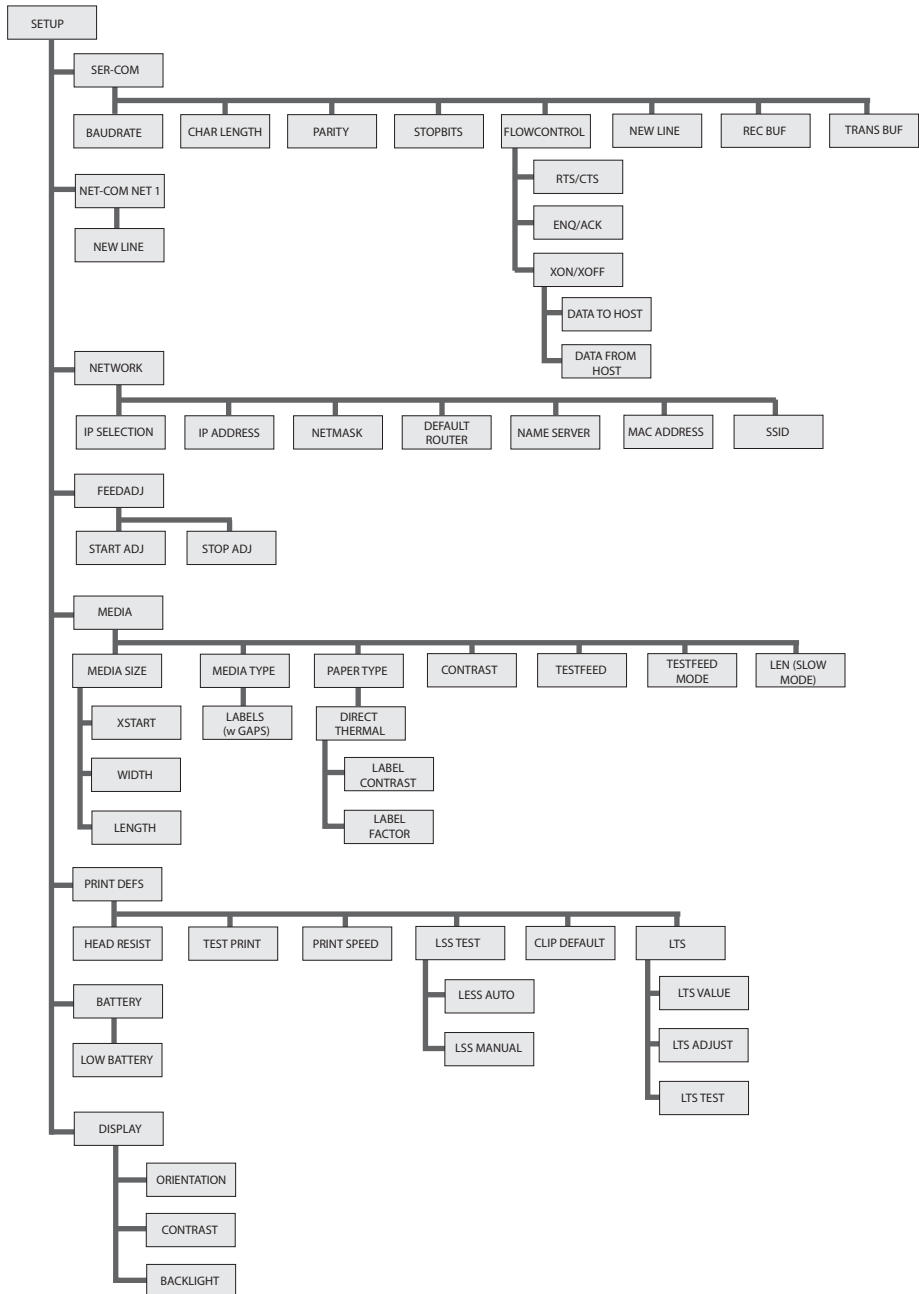 SETUP
SER-COM
BAUDRATE
CHAR LENGTH
PARITY
STOPBITS
FLOWCONTROL
NEW LINE
REC BUF
TRANS BUF
RTS/CTS
ENQ/ACK
XON/XOFF
DATA TO HOST
DATA FROM
HOST
NET-COM NET 1
NEW LINE
NETWORK
IP SELECTION
IP ADDRESS
NETMASK
DEFAULT
ROUTER
NAME SERVER
MAC ADDRESS
SSID
FEEDADJ
START ADJ
STOP ADJ
MEDIA
MEDIA SIZE
XSTART
WIDTH
LENGTH
MEDIA TYPE
LABELS
(w GAPS)
PAPER TYPE
DIRECT
THERMAL
LABEL
CONTRAST
LABEL
FACTOR
CONTRAST
TESTFEED
TESTFEED
MODE
LEN (SLOW
MODE)
PRINT DEFS
HEAD RESIST
TEST PRINT
PRINT SPEED
LSS TEST
LESS AUTO
LSS MANUAL
CLIP DEFAULT
LTS
LTS VALUE
LTS ADJUST
LTS TEST
BATTERY
LOW BATTERY
DISPLAY
ORIENTATION
CONTRAST
BACKLIGHT